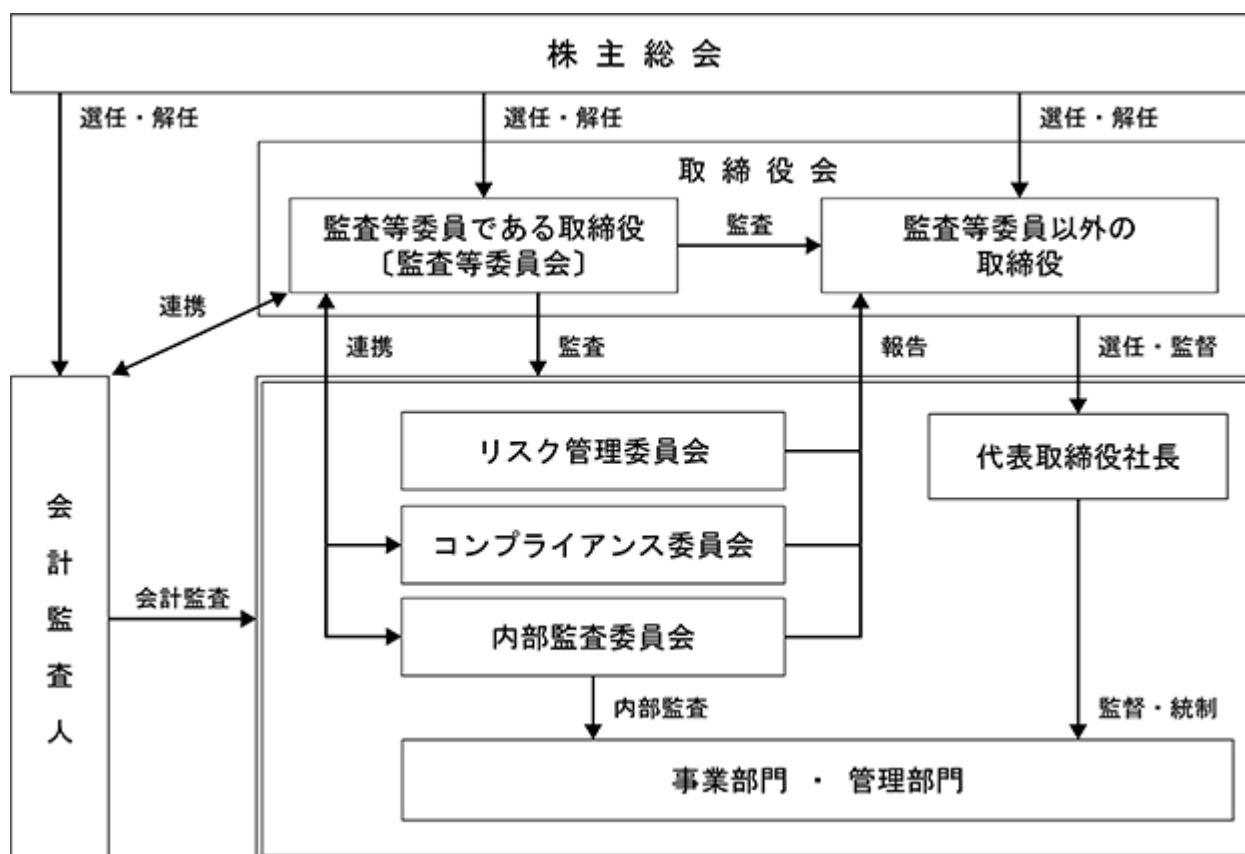 株主総会
選任・解任
選任・解任
選任・解任
取締役会
監査等委員である取締役
〔監査等委員会〕
監査
監査等委員以外の
取締役
連携
連携
監査
報告
選任・監督
リスク管理委員会
代表取締役社長
コンプライアンス委員会
会計監査人
会計監査
内部監査委員会
内部監査
監督・統制
事業部門 ・ 管理部門